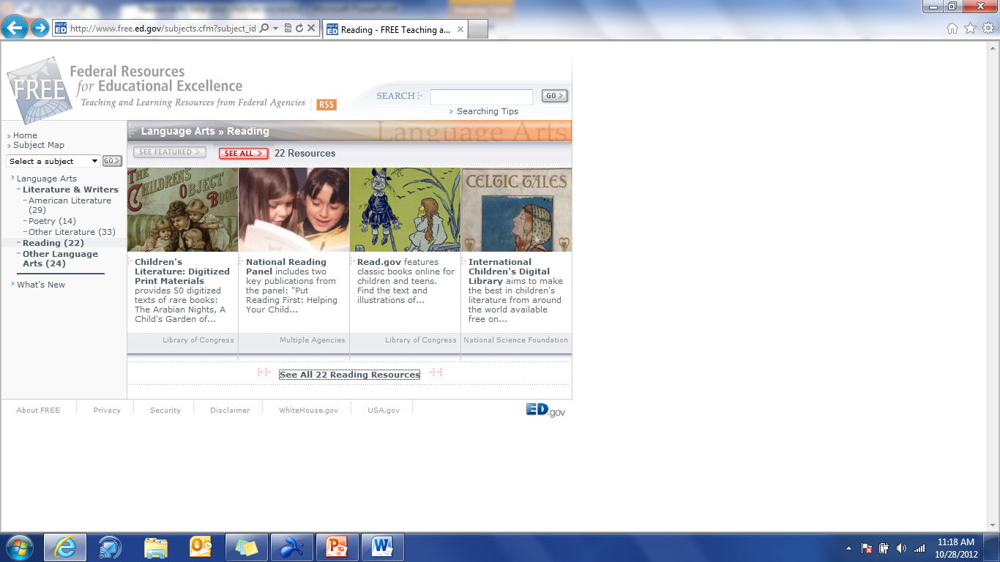 http://www.free.ed.gov/subjects.cfm?subject_id
Reading - FREE Teaching a...
FREE
Federal Resources
for Educational Excellence
Teaching and Learning Resources from Federal Agencies
RSS
SEARCH
GO
Searching Tips
Home
Subject Map
Select a subject
GO
Language Arts
Literature & Writers
American Literature
(29)
Poetry (14)
Other Literature (33)
Reading (22)
Other Language
Arts (24)
What's New
Language Arts » Reading
Language Arts
SEE FEATURED
SEE ALL
22 Resources
THE
CHILDREN'S
OBJECT
BOOK
CELTIC TALES
Children's
Literature: Digitized
Print Materials
provides 50 digitized
texts of rare books:
The Arabian Nights, A
Child's Garden of...
Library of Congress
National Reading
Panel includes two
key publications from
the panel: "Put
Reading First: Helping
Your Child...
Multiple Agencies
Read.gov features
classic books online for
children and teens.
Find the text and
illustrations of...
Library of Congress
International
Children's Digital
Library aims to make
the best in children's
literature from around
the world available
free on...
National Science Foundation
See All 22 Reading Resources
About FREE
Privacy
Security
Disclaimer
WhiteHouse.gov
USA.gov
ED.gov
11:18 AM
10/28/2012